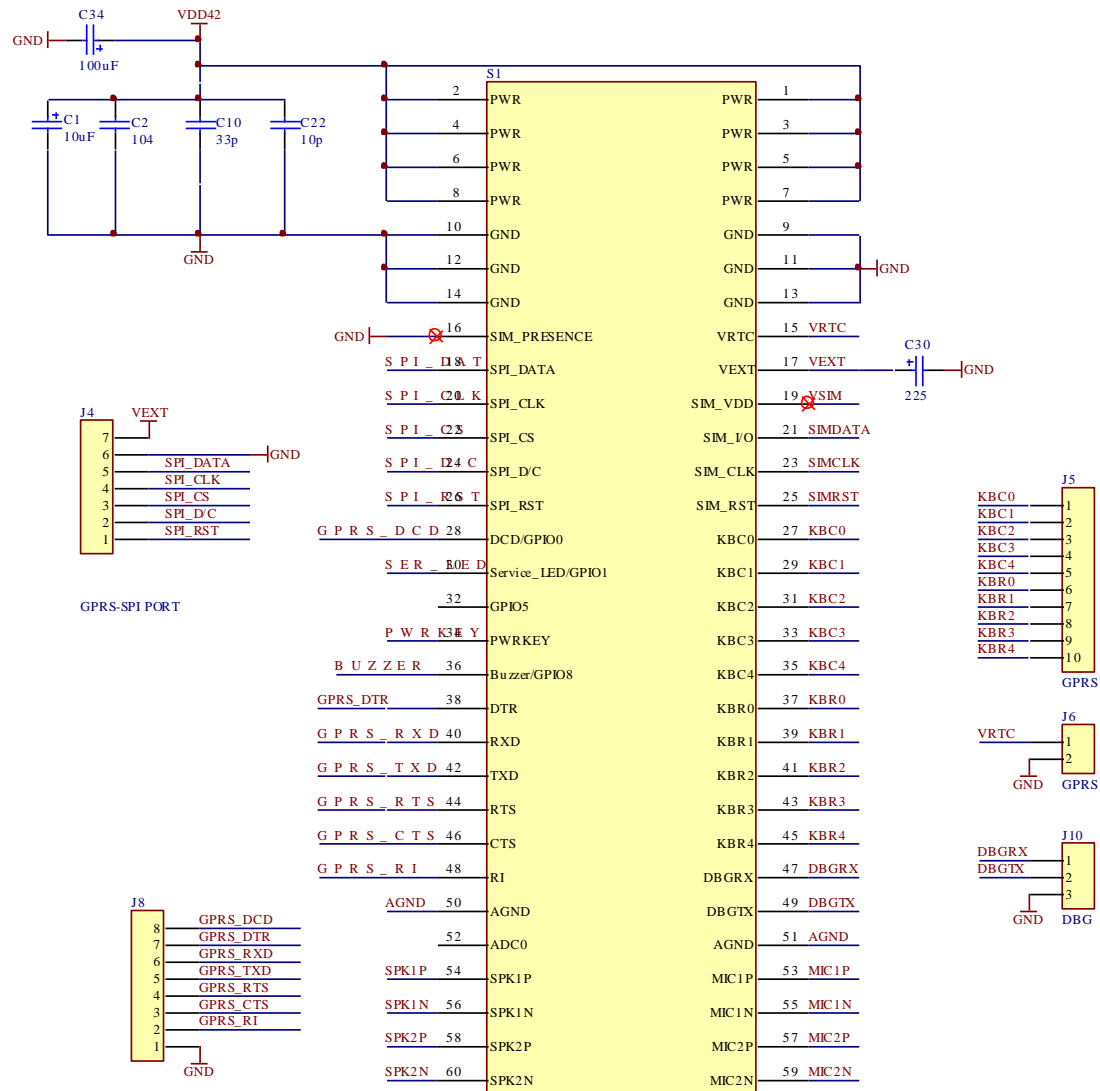 C34
VDD42
GND
100uF
S1
2 PWR PWR 1
C1 C2 C10 C22
10uF 104 33p 10p
4 PWR PWR 3
6 PWR PWR 5
8 PWR PWR 7
10 GND GND 9
GND
12 GND GND 11 GND
14 GND GND 13
GND 16 SIM_PRESENCE VRTC 15 VRTC
C30
SPI_DAT 18 SPI_DATA VEXT 17 VEXT GND
225
SPI_CLK 20 SPI_CLK SIM_VDD 19 VSIM
J4 VEXT
SPI_CS 22 SPI_CS SIM_I/O 21 SIMDATA
7
6 GND
5 SPI_DATA
4 SPI_CLK
3 SPI_CS
2 SPI_D/C
1 SPI_RST
SPI_D/C 24 SPI_D/C SIM_CLK 23 SIMCLK
SPI_RST 26 SPI_RST SIM_RST 25 SIMRST
GPRS_DCD 28 DCD/GPIO0 KBC0 27 KBC0
SER_LED 30 Service_LED/GPIO1 KBC1 29 KBC1
GPRS-SPI PORT
32 GPIO5 KBC2 31 KBC2
PWRKEY 34 PWRKEY KBC3 33 KBC3
BUZZER 36 Buzzer/GPIO8 KBC4 35 KBC4
J5
KBC0 1
KBC1 2
KBC2 3
KBC3 4
KBC4 5
KBR0 6
KBR1 7
KBR2 8
KBR3 9
KBR4 10
GPRS
GPRS_DTR 38 DTR KBR0 37 KBR0
GPRS_RXD 40 RXD KBR1 39 KBR1
GPRS_TXD 42 TXD KBR2 41 KBR2
GPRS_RTS 44 RTS KBR3 43 KBR3
GPRS_CTS 46 CTS KBR4 45 KBR4
GPRS_RI 48 RI DBGRX 47 DBGRX
J6
VRTC 1
2
GND GPRS
J10
DBGRX 1
DBGTX 2
3
GND DBG
AGND 50 AGND DBGTX 49 DBGTX
52 ADC0 AGND 51 AGND
SPK1P 54 SPK1P MIC1P 53 MIC1P
SPK1N 56 SPK1N MIC1N 55 MIC1N
SPK2P 58 SPK2P MIC2P 57 MIC2P
SPK2N 60 SPK2N MIC2N 59 MIC2N
J8
8 GPRS_DCD
7 GPRS_DTR
6 GPRS_RXD
5 GPRS_TXD
4 GPRS_RTS
3 GPRS_CTS
2 GPRS_RI
1
GND